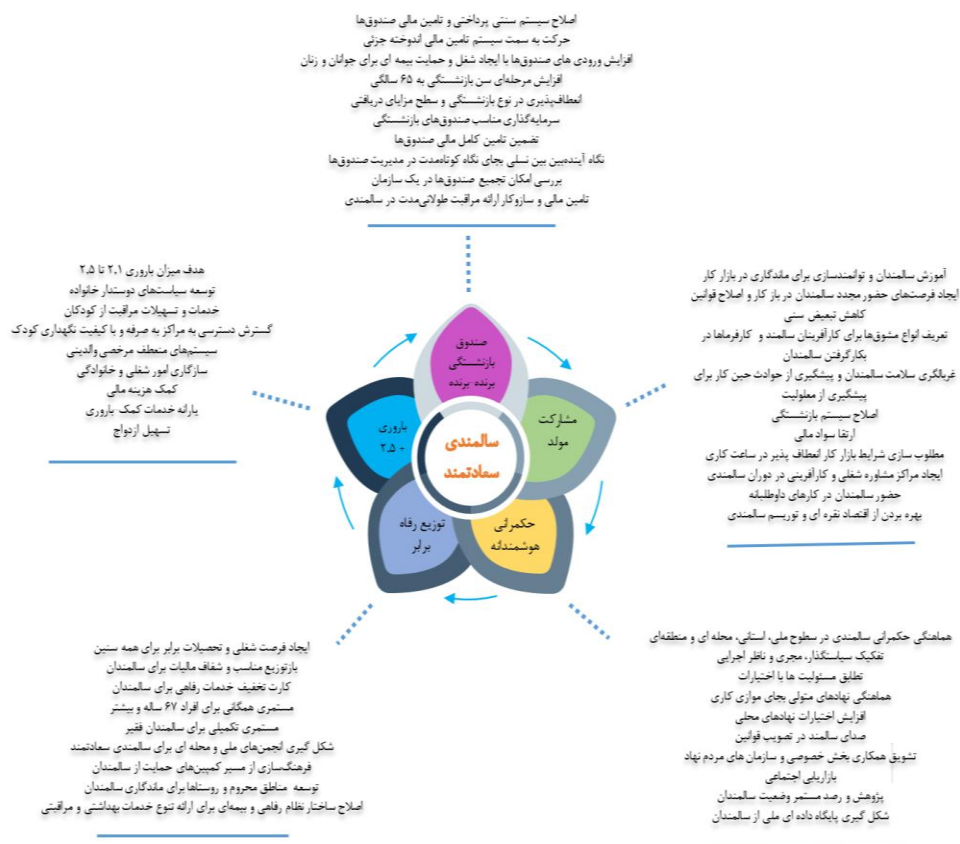 اصلاح سیستم سنتی پرداختی و تامین مالی صندوق‌ها
حرکت به سمت سیستم تامین مالی اندوخته جزئی
افزایش ورودی های صندوق‌ها با ایجاد شغل و حمایت بیمه ای برای جوانان و زنان
افزایش مرحله‌ای سن بازنشستگی به ۶۵ سالگی
انعطاف‌پذیری در نوع بازنشستگی و سطح مزایای دریافتی
سرمایه‌گذاری مناسب صندوق‌های بازنشستگی
تضمین تامین کامل مالی صندوق‌ها
نگاه آینده‌بین بین نسلی بجای نگاه کوتاه‌مدت در مدیریت صندوق‌ها
بررسی امکان تجمیع صندوق‌ها در یک سازمان
تامین مالی و سازوکار ارائه مراقبت طولانی‌مدت در سالمندی
آموزش سالمندان و توانمندسازی برای ماندگاری در بازار کار
ایجاد فرصت‌های حضور مجدد سالمندان در باز کار و اصلاح قوانین
کاهش تبعیض سنی
تعریف انواع مشوق‌ها برای کارآفرینان سالمند و کارفرماها در
بکارگرفتن سالمندان
غربالگری سلامت سالمندان و پیشگیری از حوادث حین کار برای
پیشگیری از معلولیت
اصلاح سیستم بازنشستگی
ارتقا سواد مالی
مطلوب سازی شرایط بازار کار انعطاف پذیر در ساعت کاری
ایجاد مراکز مشاوره شغلی و کارآفرینی در دوران سالمندی
حضور سالمندان در کارهای داوطلبانه
بهره بردن از اقتصاد نقره ای و توریسم سالمندی
هدف میزان باروری ۲.۱ تا ۲.۵
توسعه سیاست‌های دوستدار خانواده
خدمات و تسهیلات مراقبت از کودکان
گسترش دسترسی به مراکز به صرفه و با کیفیت نگهداری کودک
سیستم‌های منعطف مرخصی والدینی
سازگاری امور شغلی و خانوادگی
کمک هزینه مالی
یارانه خدمات کمک باروری
تسهیل ازدواج
صندوق
بازنشستگی
برنده-برنده
مشارکت
مولد
باروری
۲.۵ +
سالمندی
سعادتمند
حکمرانی
هوشمندانه
توزیع رفاه
برابر
هماهنگی حکمرانی سالمندی در سطوح ملی، استانی، محله ای و منطقه‌ای
تفکیک سیاستگذار، مجری و ناظر اجرایی
تطابق مسئولیت ها با اختیارات
هماهنگی نهادهای متولی بجای موازی کاری
افزایش اختیارات نهادهای محلی
صدای سالمند در تصویب قوانین
تشویق همکاری بخش خصوصی و سازمان های مردم نهاد
بازاریابی اجتماعی
پژوهش و رصد مستمر وضعیت سالمندان
شکل گیری پایگاه داده ای ملی از سالمندان
ایجاد فرصت شغلی و تحصیلات برابر برای همه سنین
بازتوزیع مناسب و شفاف مالیات برای سالمندان
کارت تخفیف خدمات رفاهی برای سالمندان
مستمری همگانی برای افراد ۶۷ ساله و بیشتر
مستمری تکمیلی برای سالمندان فقیر
شکل گیری انجمن‌های ملی و محله ای برای سالمندی سعادتمند
فرهنگ‌سازی از مسیر کمپین‌های حمایت از سالمندان
توسعه مناطق محروم و روستاها برای ماندگاری سالمندان
اصلاح ساختار نظام رفاهی و بیمه‌ای برای ارائه تنوع خدمات بهداشتی و مراقبتی